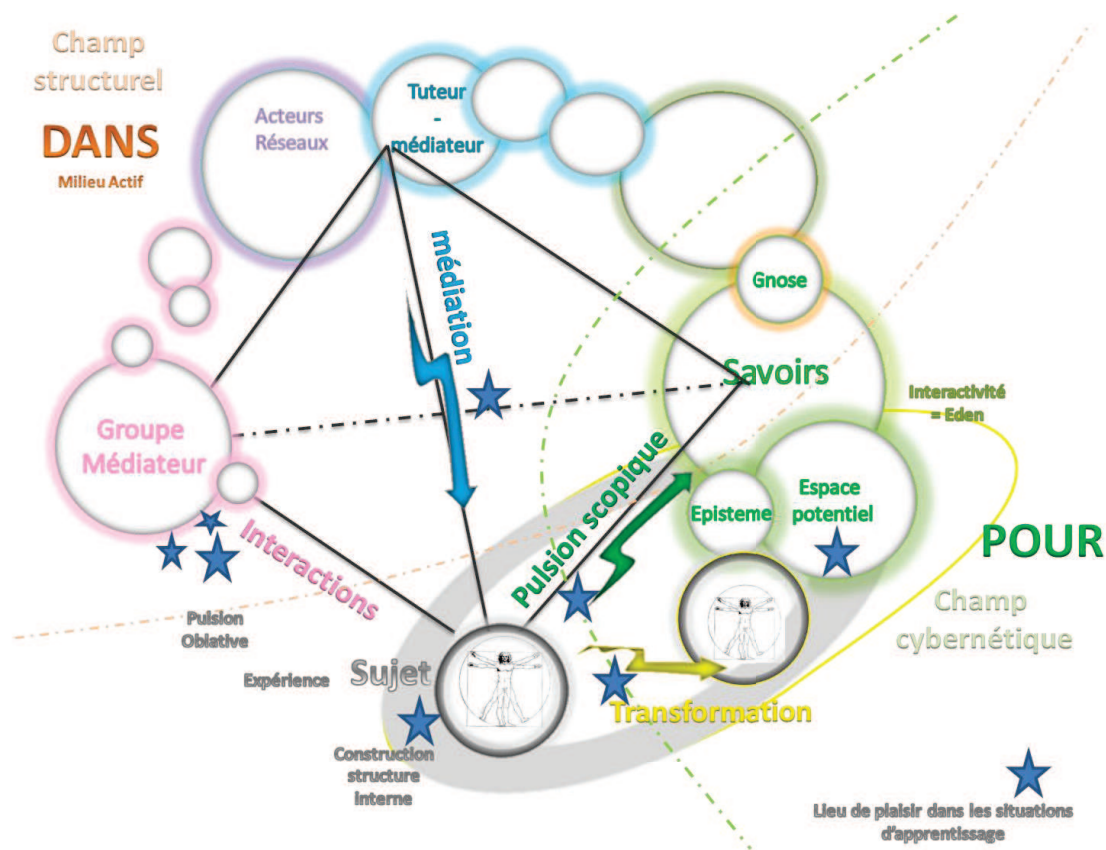 Champ
structurel
DANS
Milieu Actif
Acteurs
Réseaux
Tuteur
-
médiateur
médiation
Gnose
Savoirs
Interactivité
= Eden
Groupe
Médiateur
Pulsion scopique
Episteme
Espace
potentiel
POUR
Champ
cybernétique
Interactions
Pulsion
Oblative
Expérience
Sujet
Transformation
Construction
structure
interne
Lieu de plaisir dans les situations
d'apprentissage